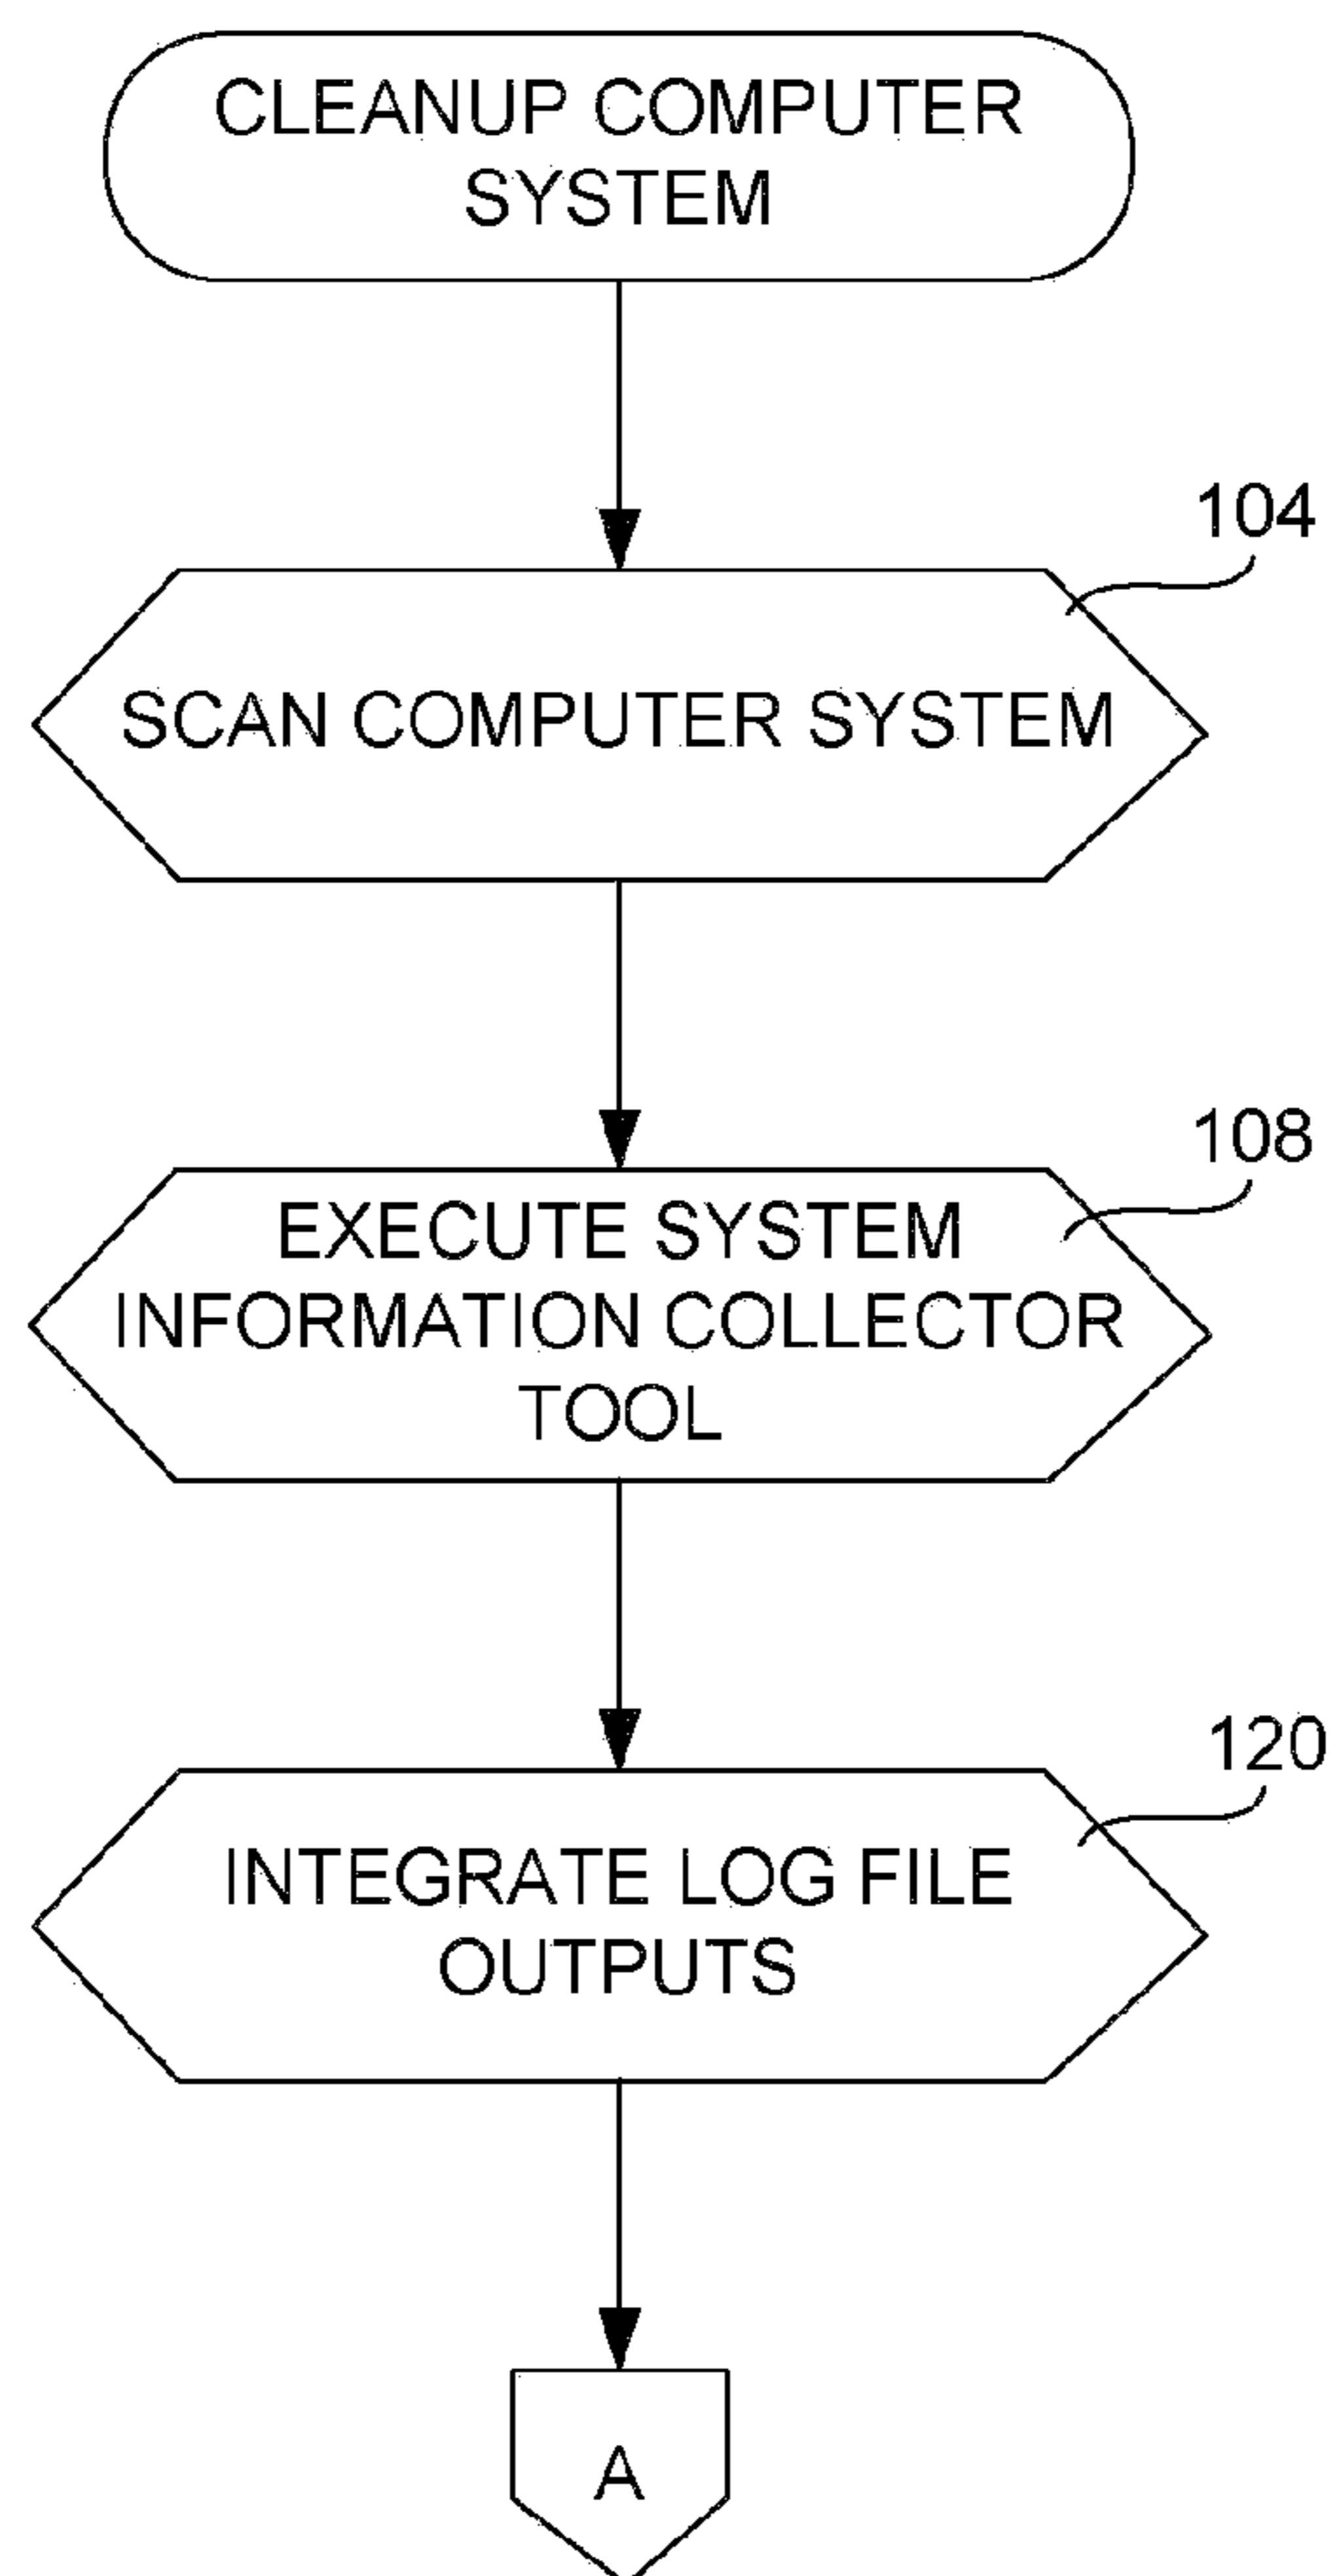 CLEANUP COMPUTER
SYSTEM
104
SCAN COMPUTER SYSTEM
108
EXECUTE SYSTEM
INFORMATION COLLECTOR
TOOL
120
INTEGRATE LOG FILE
OUTPUTS
A